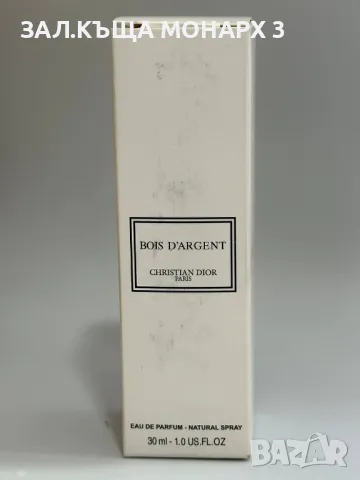 ЗАЛ.КЪЩА МОНАРХ 3
BOIS D'ARGENT
CHRISTIAN DIOR
PARIS
EAU DE PARFUM - NATURAL SPRAY
30 ml - 1.0 US.FL.OZ
BAZAR